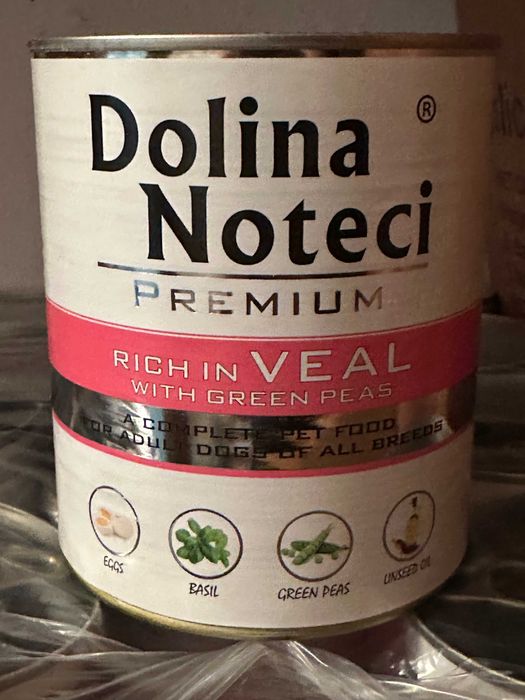 Dolina ®
Noteci
PREMIUM
RICH IN VEAL
WITH GREEN PEAS
A COMPLETE PET FOOD
FOR ADULT DOGS OF ALL BREEDS
EGGS
BASIL
GREEN PEAS
LINSEED OIL